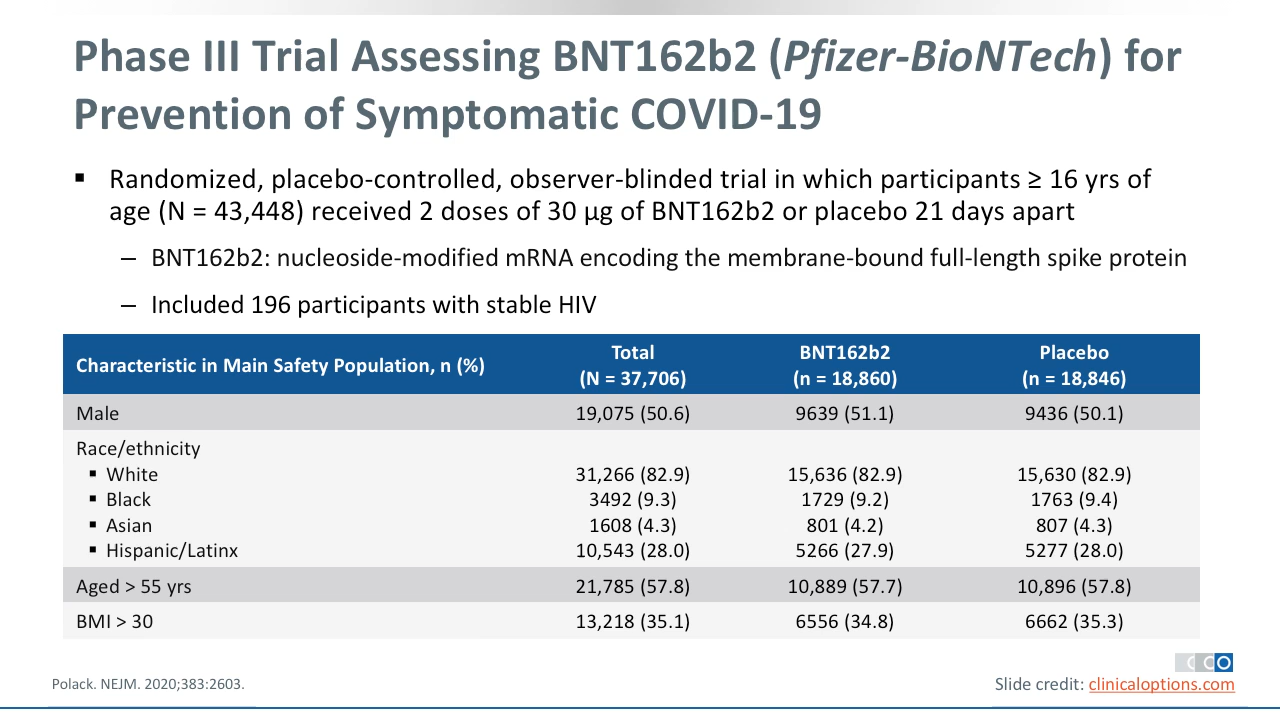 Phase III Trial Assessing BNT162b2 (Pfizer-BioNTech) for
Prevention of Symptomatic COVID-19
▪ Randomized, placebo-controlled, observer-blinded trial in which participants ≥ 16 yrs of
age (N = 43,448) received 2 doses of 30 µg of BNT162b2 or placebo 21 days apart
– BNT162b2: nucleoside-modified mRNA encoding the membrane-bound full-length spike protein
– Included 196 participants with stable HIV
Characteristic in Main Safety Population, n (%) Total (N = 37,706) BNT162b2 (n = 18,860) Placebo (n = 18,846)
Male 19,075 (50.6) 9639 (51.1) 9436 (50.1)
Race/ethnicity
▪ White 31,266 (82.9) 15,636 (82.9) 15,630 (82.9)
▪ Black 3492 (9.3) 1729 (9.2) 1763 (9.4)
▪ Asian 1608 (4.3) 801 (4.2) 807 (4.3)
▪ Hispanic/Latinx 10,543 (28.0) 5266 (27.9) 5277 (28.0)
Aged > 55 yrs 21,785 (57.8) 10,889 (57.7) 10,896 (57.8)
BMI > 30 13,218 (35.1) 6556 (34.8) 6662 (35.3)
CCO
Polack. NEJM. 2020;383:2603.
Slide credit: clinicaloptions.com